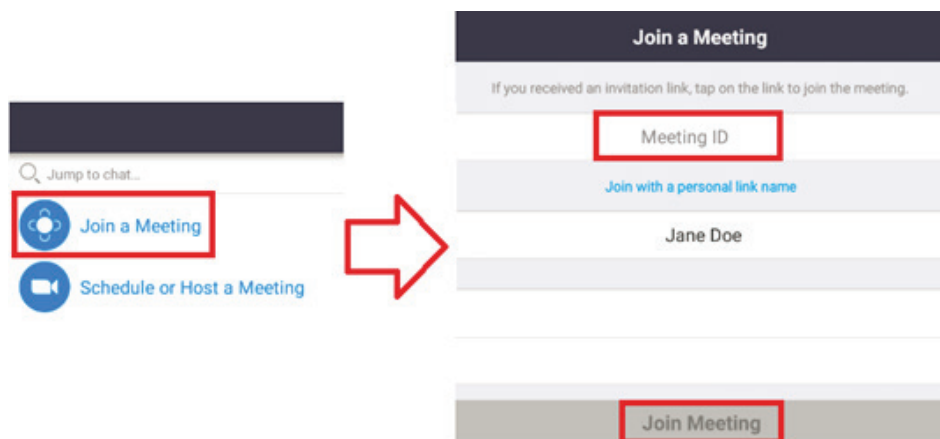 Jump to chat...
Join a Meeting
Schedule or Host a Meeting
Join a Meeting
If you received an invitation link, tap on the link to join the meeting.
Meeting ID
Join with a personal link name
Jane Doe
Join Meeting